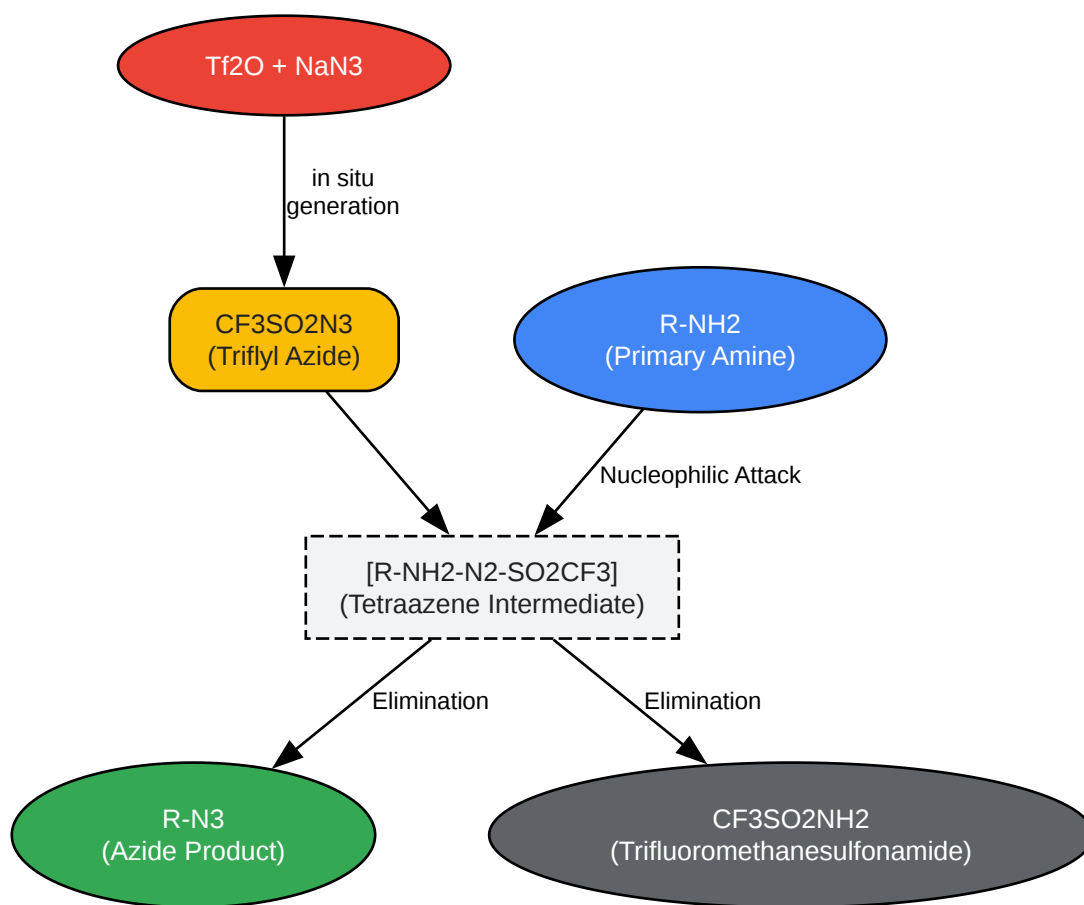 Tf2O + NaN3
in situ
generation
CF3SO2N3
(Triflyl Azide)
R-NH2
(Primary Amine)
Nucleophilic Attack
[R-NH2-N2-SO2CF3]
(Tetraazene Intermediate)
Elimination
Elimination
R-N3
(Azide Product)
CF3SO2NH2
(Trifluoromethanesulfonamide)